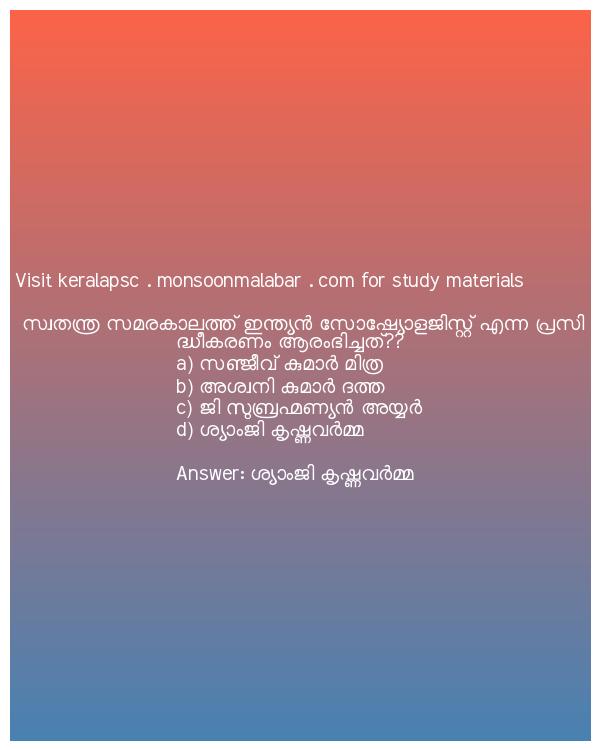 Visit keralapsc . monsoonmalabar . com for study materials
സ്വതന്ത്ര സമരകാലത്ത് ഇന്ത്യൻ സോഷ്യോളജിസ്റ്റ് എന്ന പ്രസി
ദ്ധീകരണം ആരംഭിച്ചത്??
a) സഞ്ജീവ് കുമാർ മിത്ര
b) അശ്വനി കുമാർ ദത്ത
c) ജി സുബ്രഹ്മണ്യൻ അയ്യർ
d) ശ്യാംജി കൃഷ്ണവർമ്മ
Answer: ശ്യാംജി കൃഷ്ണവർമ്മ